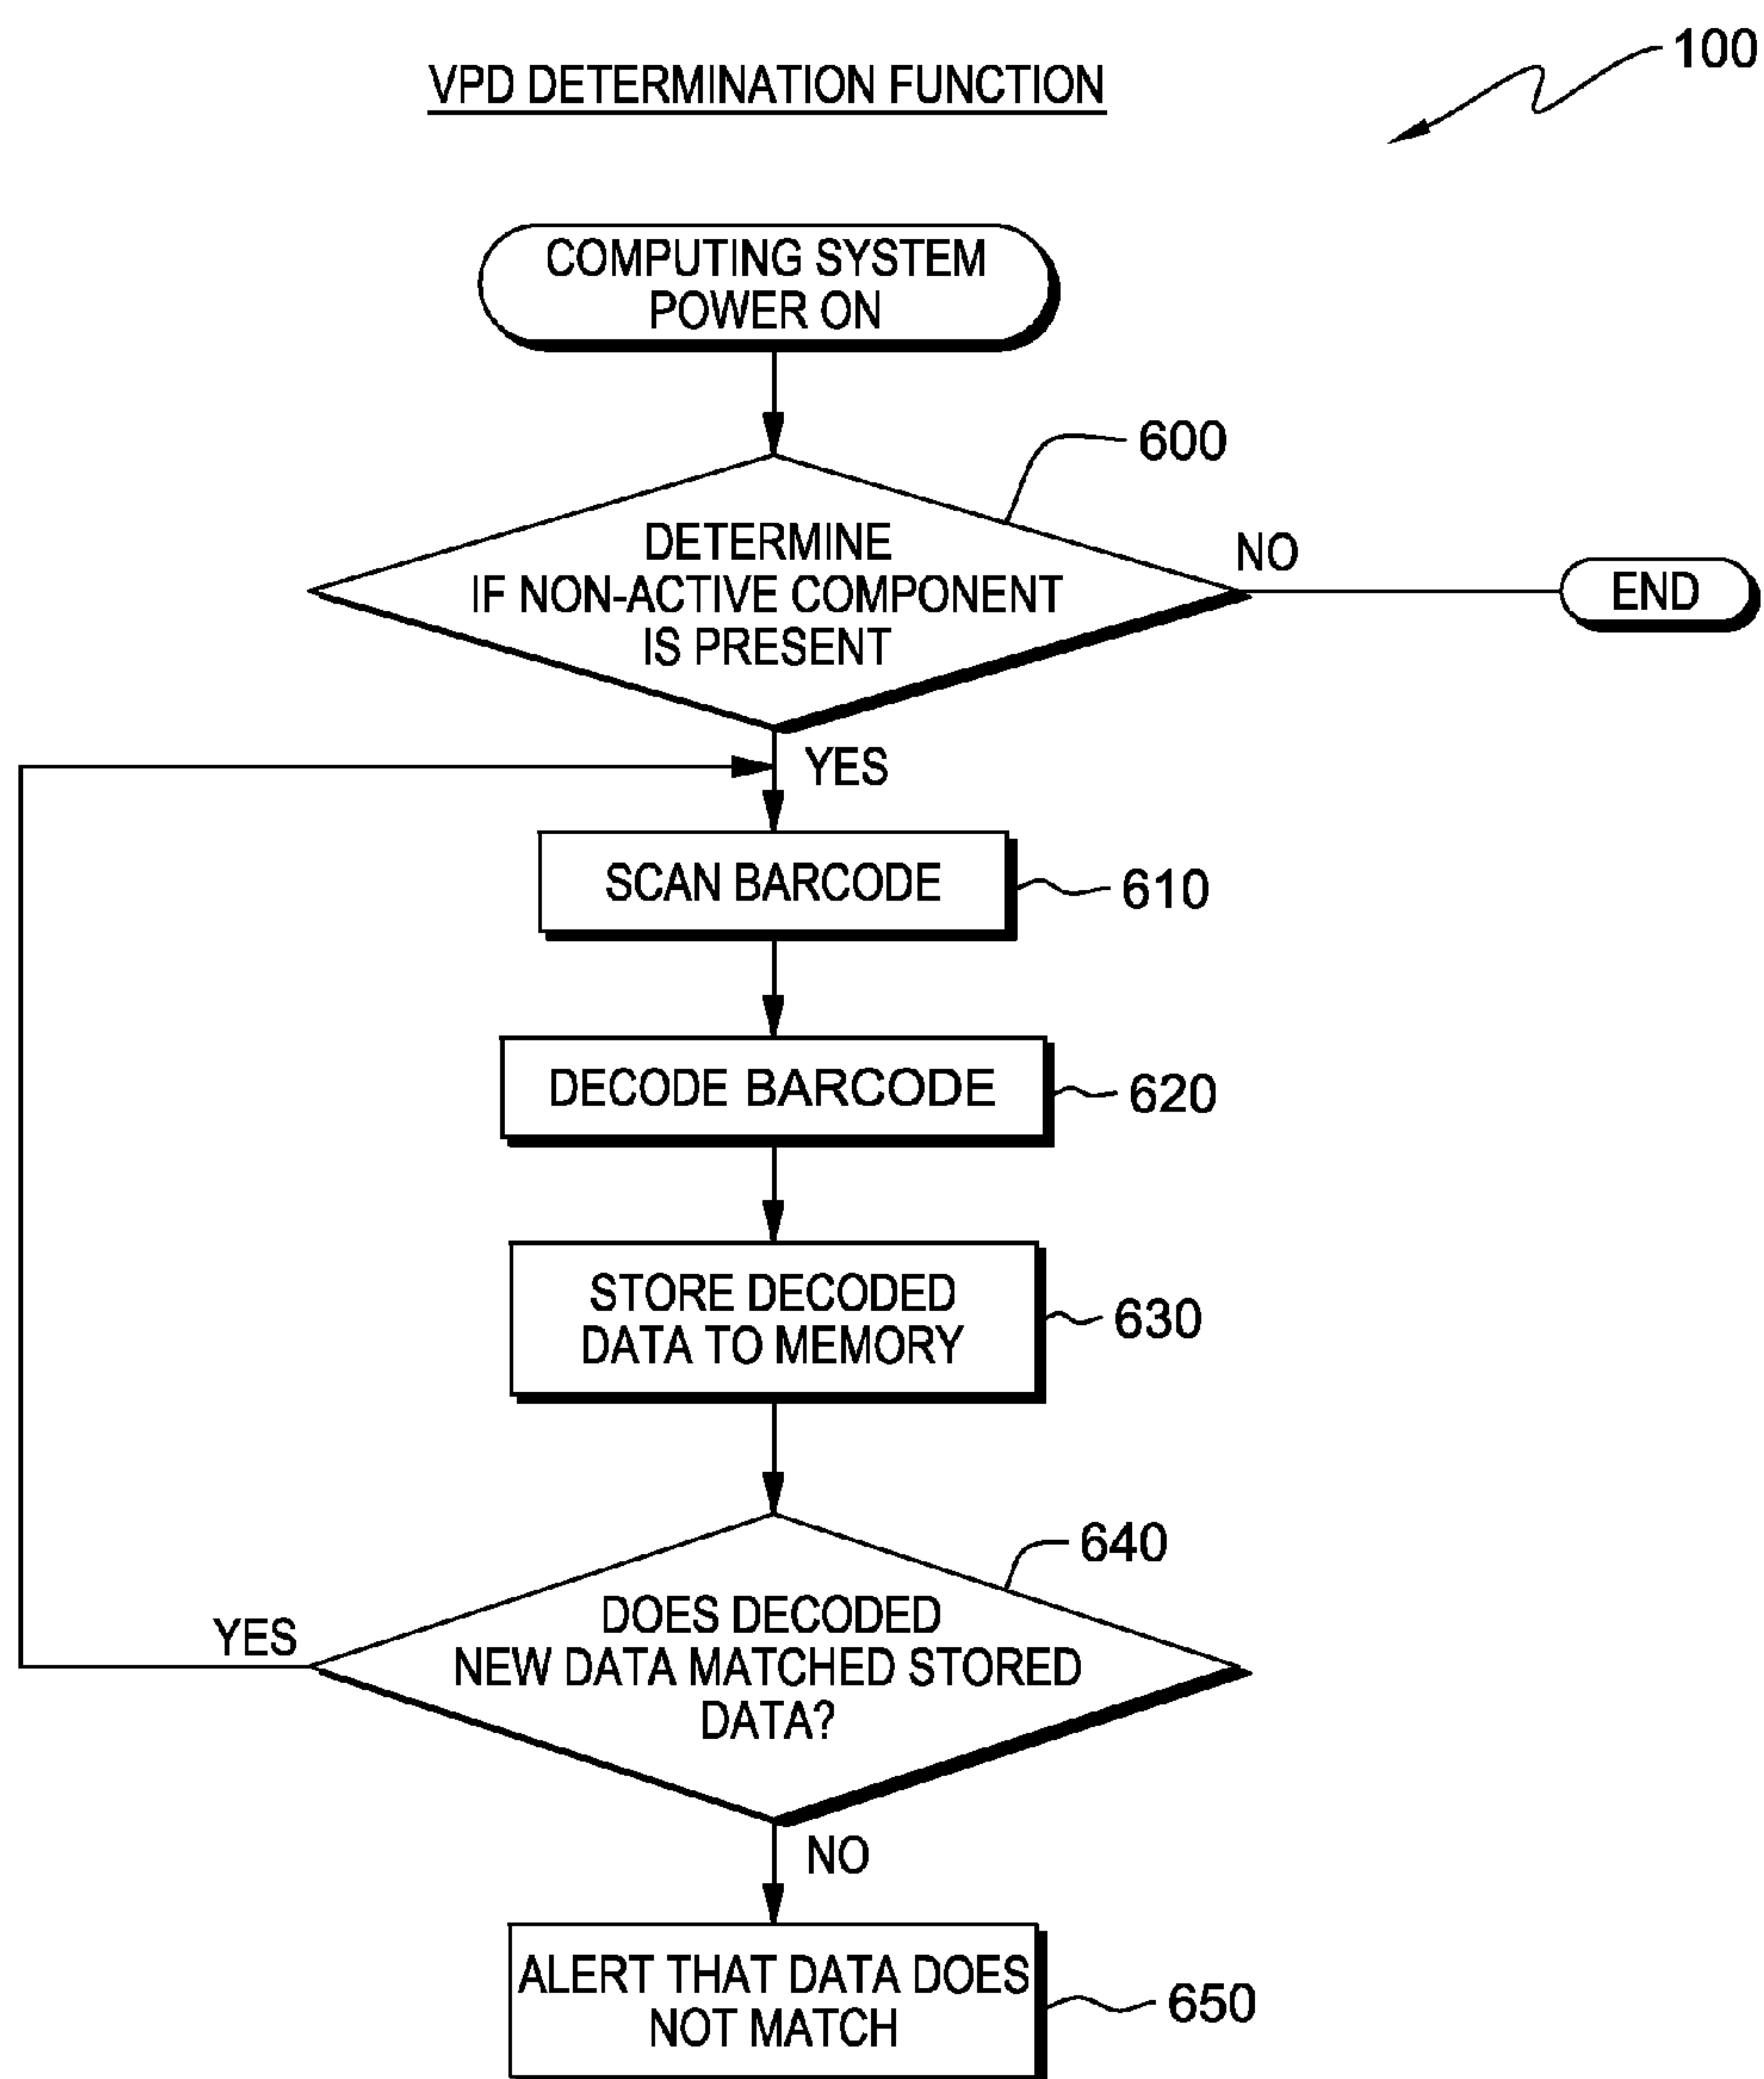 100
VPD DETERMINATION FUNCTION
COMPUTING SYSTEM
POWER ON
600
DETERMINE
IF NON-ACTIVE COMPONENT
IS PRESENT
NO
END
YES
SCAN BARCODE
610
DECODE BARCODE
620
STORE DECODED
DATA TO MEMORY
630
640
DOES DECODED
NEW DATA MATCHED STORED
DATA?
YES
NO
ALERT THAT DATA DOES
NOT MATCH
650